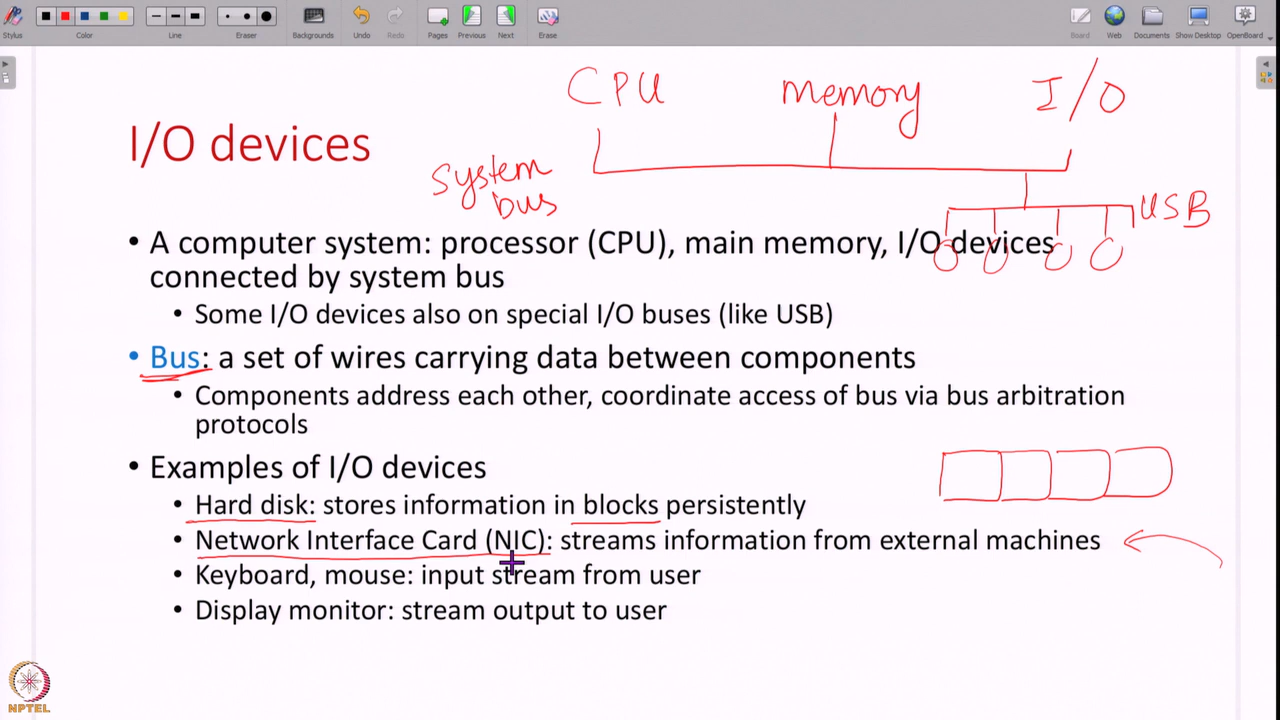 Stylus
Color
Line
Eraser
Backgrounds
Undo
Redo
Pages
Previous
Next
Erase
Board
Web
Documents
Show Desktop
OpenBoard
CPU
memory
I/O
I/O devices
system
bus
USB
• A computer system: processor (CPU), main memory, I/O devices
connected by system bus
• Some I/O devices also on special I/O buses (like USB)
• Bus: a set of wires carrying data between components
• Components address each other, coordinate access of bus via bus arbitration
protocols
• Examples of I/O devices
• Hard disk: stores information in blocks persistently
• Network Interface Card (NIC): streams information from external machines
• Keyboard, mouse: input stream from user
• Display monitor: stream output to user
NPTEL